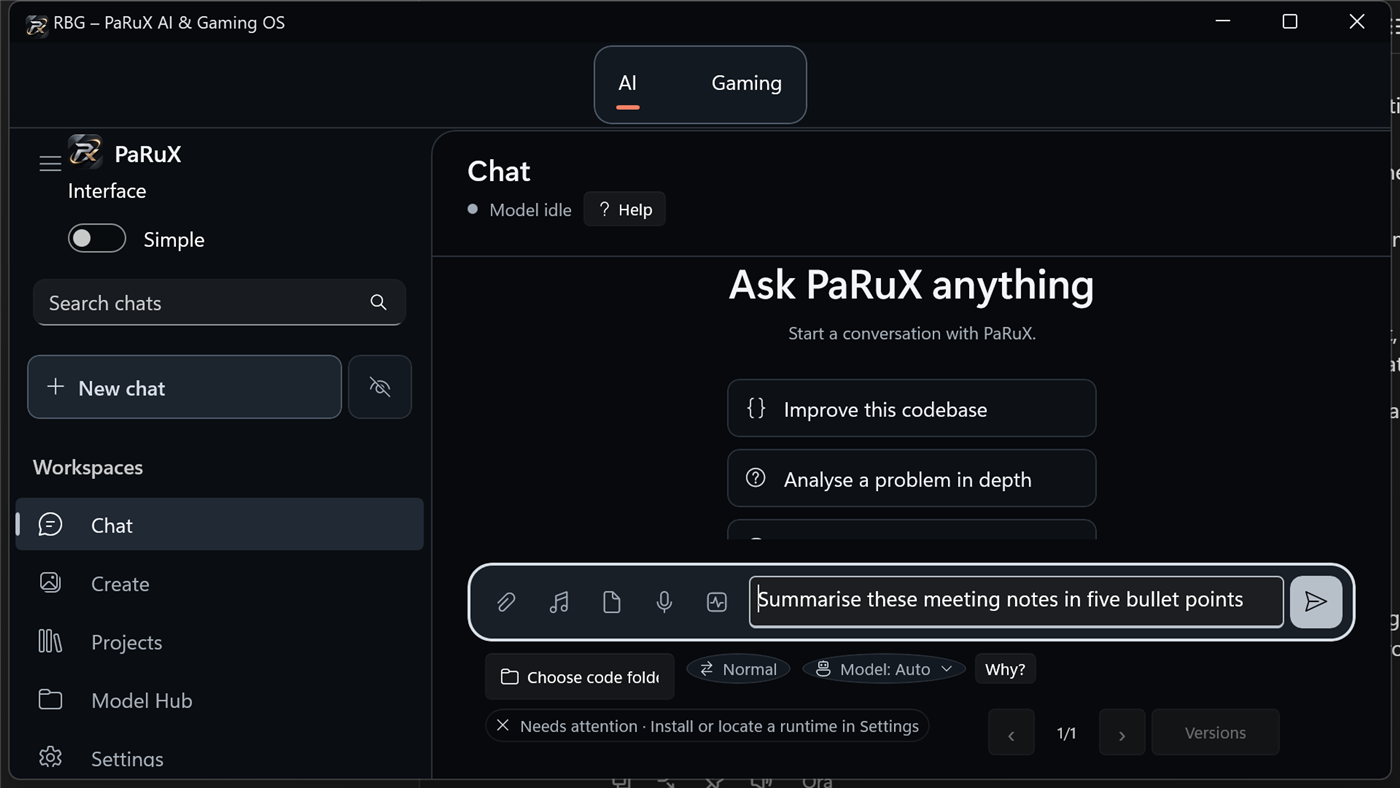 RBG – PaRuX AI & Gaming OS
AI
Gaming
PaRuX
Interface
Simple
Search chats
New chat
Workspaces
Chat
Create
Projects
Model Hub
Settings
Chat
Model idle
? Help
Ask PaRuX anything
Start a conversation with PaRuX.
{} Improve this codebase
Analyse a problem in depth
Summarise these meeting notes in five bullet points
Choose code folde
Normal
Model: Auto
Why?
Needs attention · Install or locate a runtime in Settings
‹ 1/1 ›
Versions